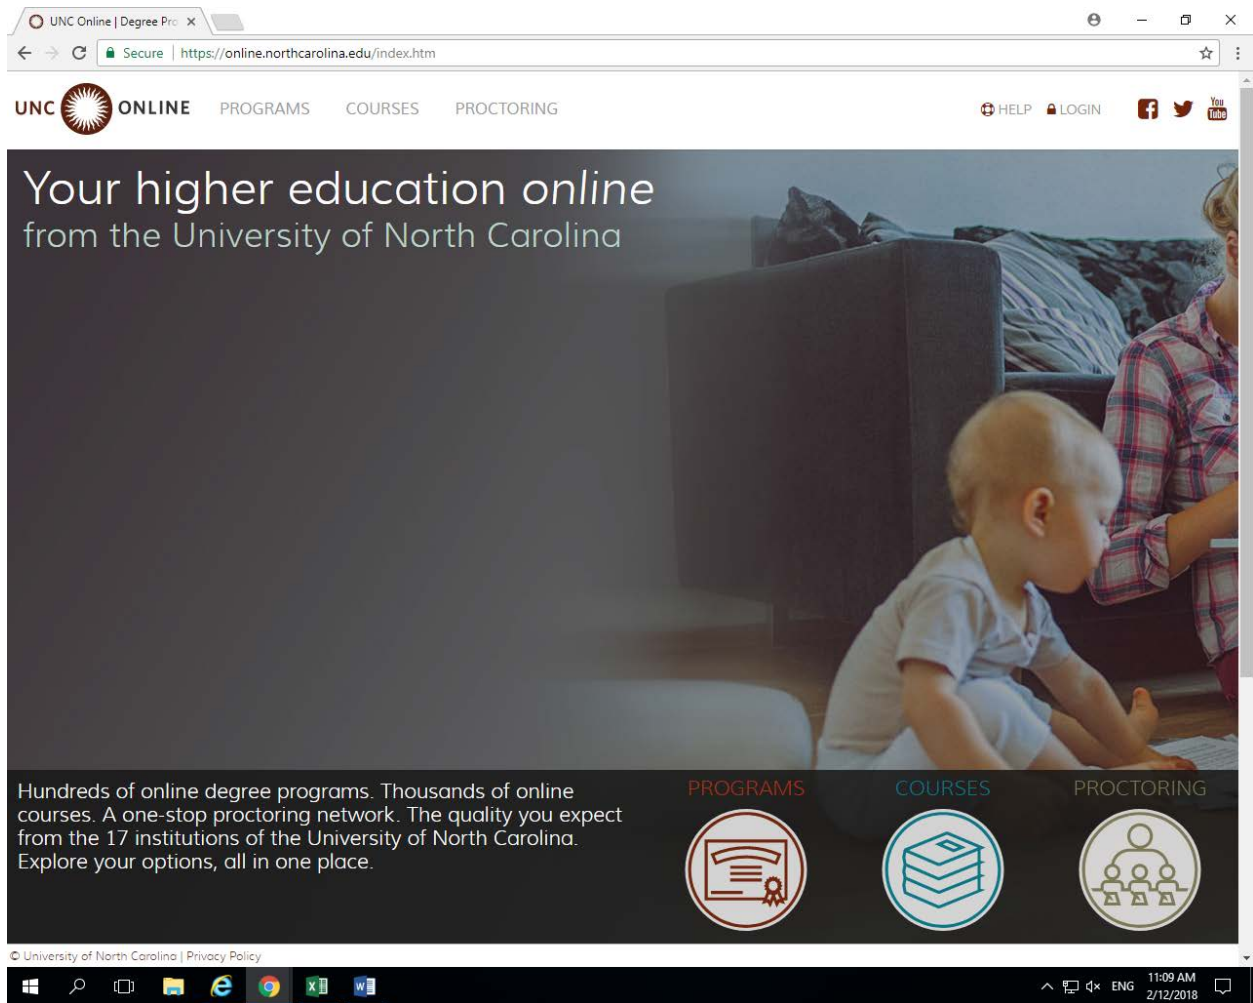 UNC Online | Degree Pro
Secure | https://online.northcarolina.edu/index.htm
UNC ONLINE PROGRAMS COURSES PROCTORING HELP LOGIN You Tube
Your higher education online
from the University of North Carolina
Hundreds of online degree programs. Thousands of online
courses. A one-stop proctoring network. The quality you expect
from the 17 institutions of the University of North Carolina.
Explore your options, all in one place.
PROGRAMS COURSES PROCTORING
© University of North Carolina | Privacy Policy
ENG 11:09 AM
2/12/2018